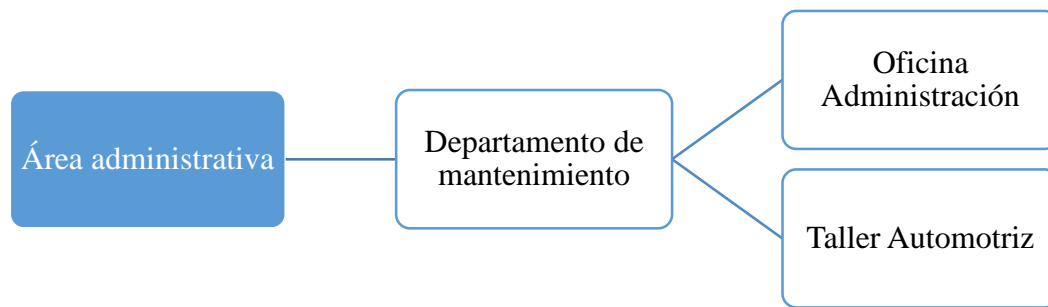 Área administrativa
Departamento de
mantenimiento
Oficina
Administración
Taller Automotriz